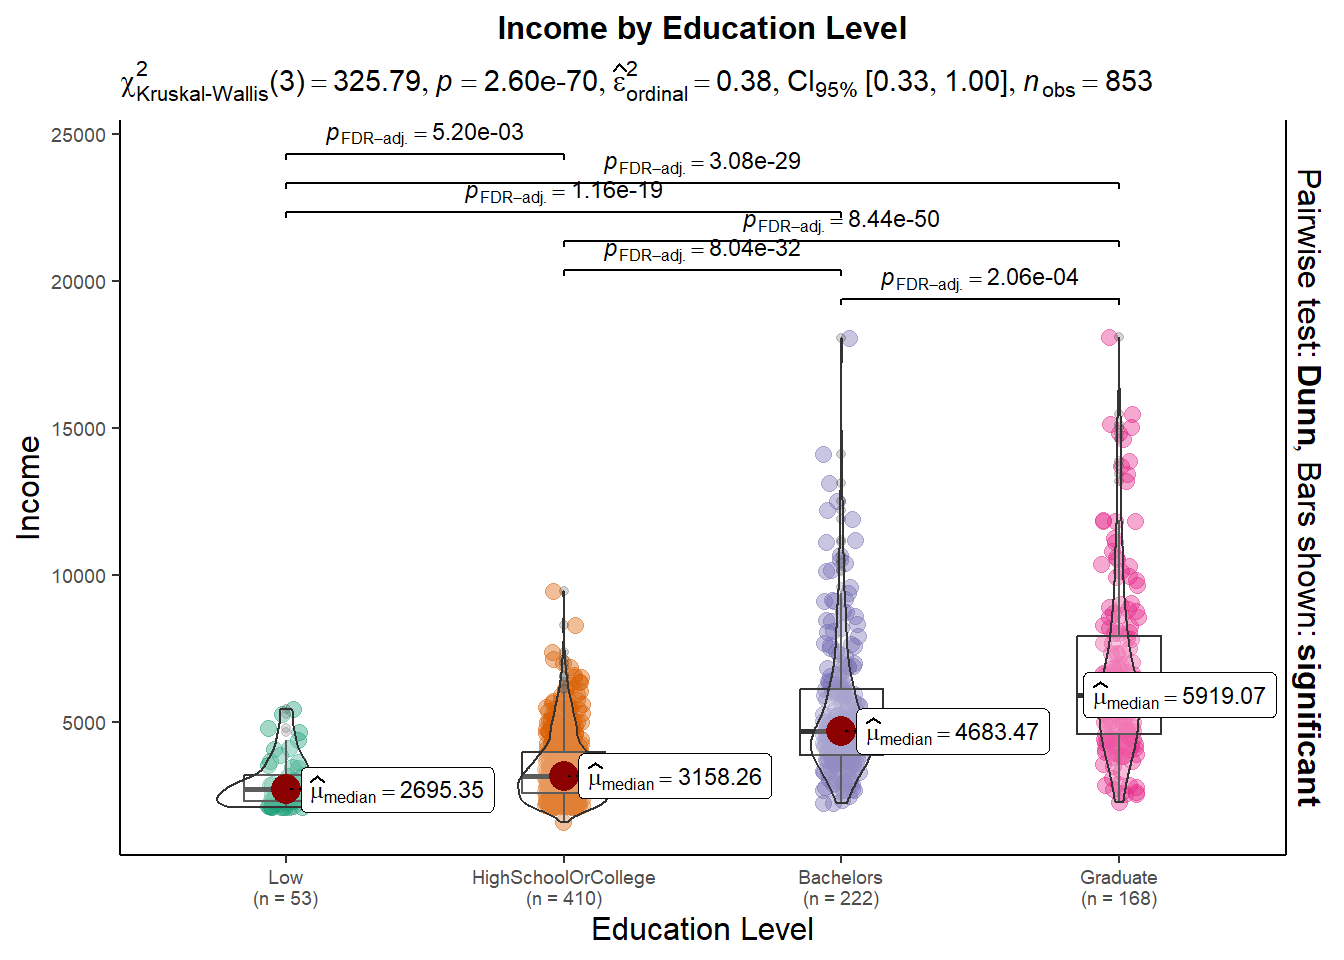 Income by Education Level
χ²Kruskal-Wallis(3) = 325.79, p = 2.60e-70, ε̂²ordinal = 0.38, CI95% [0.33, 1.00], nobs = 853
25000
20000
15000
10000
5000
Income
pFDR–adj. = 5.20e-03
pFDR–adj. = 3.08e-29
pFDR–adj. = 1.16e-19
pFDR–adj. = 8.44e-50
pFDR–adj. = 8.04e-32
pFDR–adj. = 2.06e-04
μ̂median = 2695.35
μ̂median = 3158.26
μ̂median = 4683.47
μ̂median = 5919.07
Low
(n = 53)
HighSchoolOrCollege
(n = 410)
Bachelors
(n = 222)
Graduate
(n = 168)
Education Level
Pairwise test: Dunn, Bars shown: significant